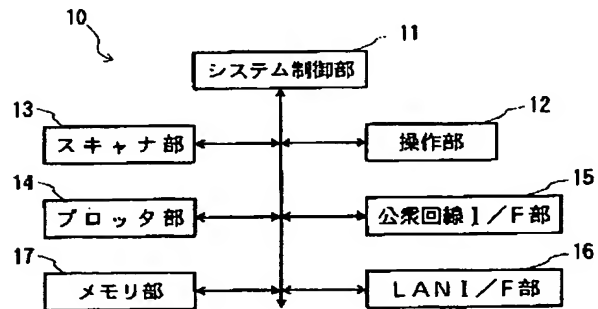 10
11
システム制御部
13
12
スキャナ部
操作部
14
15
プロッタ部
公衆回線I/F部
17
16
メモリ部
LANI/F部